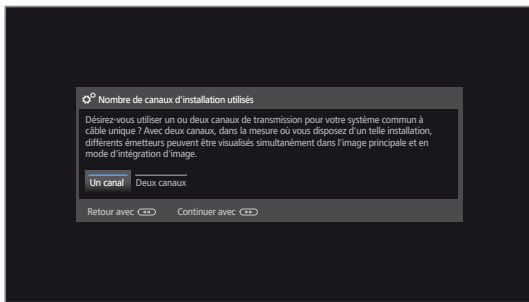 Nombre de canaux d'installation utilisés
Désirez-vous utiliser un ou deux canaux de transmission pour votre système commun à
câble unique ? Avec deux canaux, dans la mesure où vous disposez d'un telle installation,
différents émetteurs peuvent être visualisés simultanément dans l'image principale et en
mode d'intégration d'image.
Un canal Deux canaux
Retour avec Continuer avec